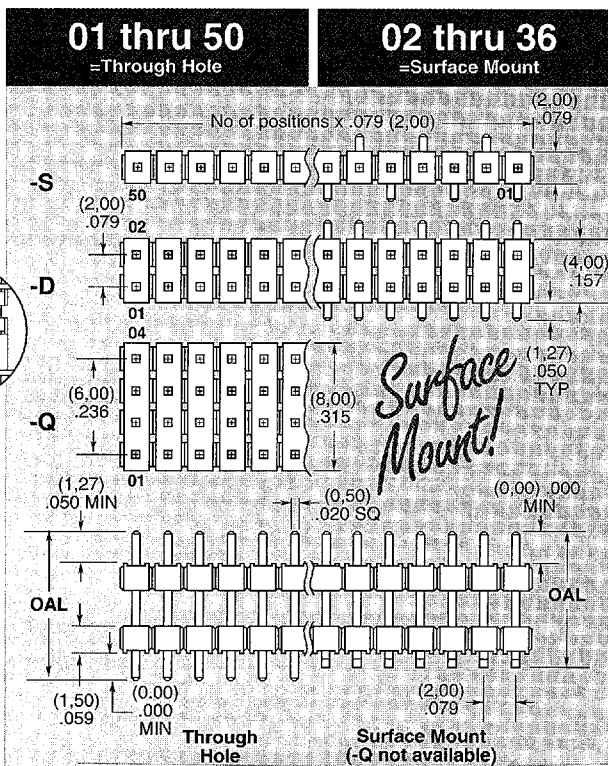 01 thru 50
=Through Hole
02 thru 36
=Surface Mount
No of positions x .079 (2,00)
(2,00)
.079
-S
50
01
(2,00)
.079
02
-D
01
(4,00)
.157
04
(6,00)
.236
-Q
(8,00)
.315
01
Surface
Mount!
(1,27)
.050
TYP
(1,27)
.050 MIN
(0,50)
.020 SQ
(0,00) .000
MIN
OAL
OAL
(1,50)
.059
(0,00)
.000
MIN
(2,00)
.079
Through
Hole
Surface Mount
(-Q not available)